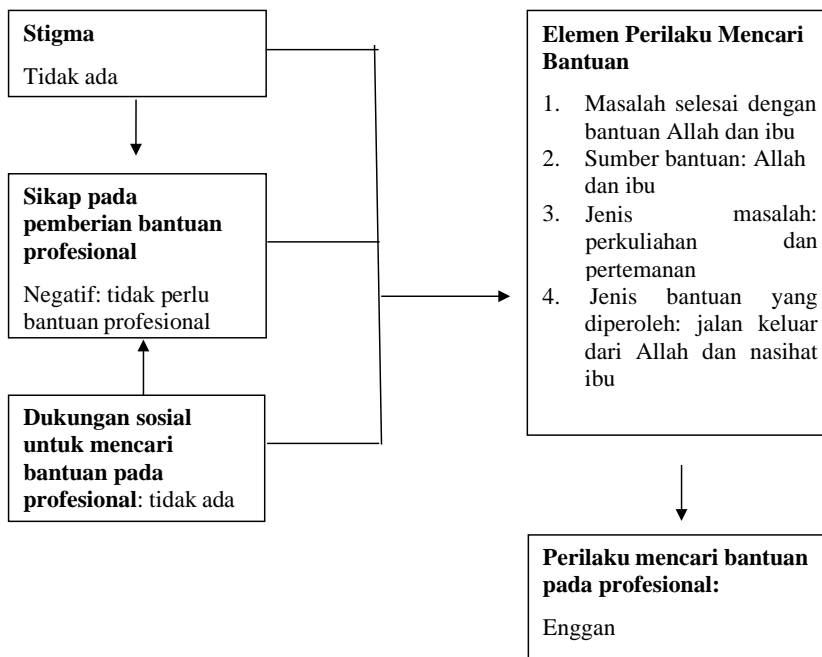 Stigma
Tidak ada
Sikap pada
pemberian bantuan
profesional
Negatif: tidak perlu
bantuan profesional
Dukungan sosial
untuk mencari
bantuan pada
profesional: tidak ada
Elemen Perilaku Mencari
Bantuan
1. Masalah selesai dengan
bantuan Allah dan ibu
2. Sumber bantuan: Allah
dan ibu
3. Jenis masalah:
perkuliahan dan
pertemanan
4. Jenis bantuan yang
diperoleh: jalan keluar
dari Allah dan nasihat
ibu
Perilaku mencari bantuan
pada profesional:
Enggan